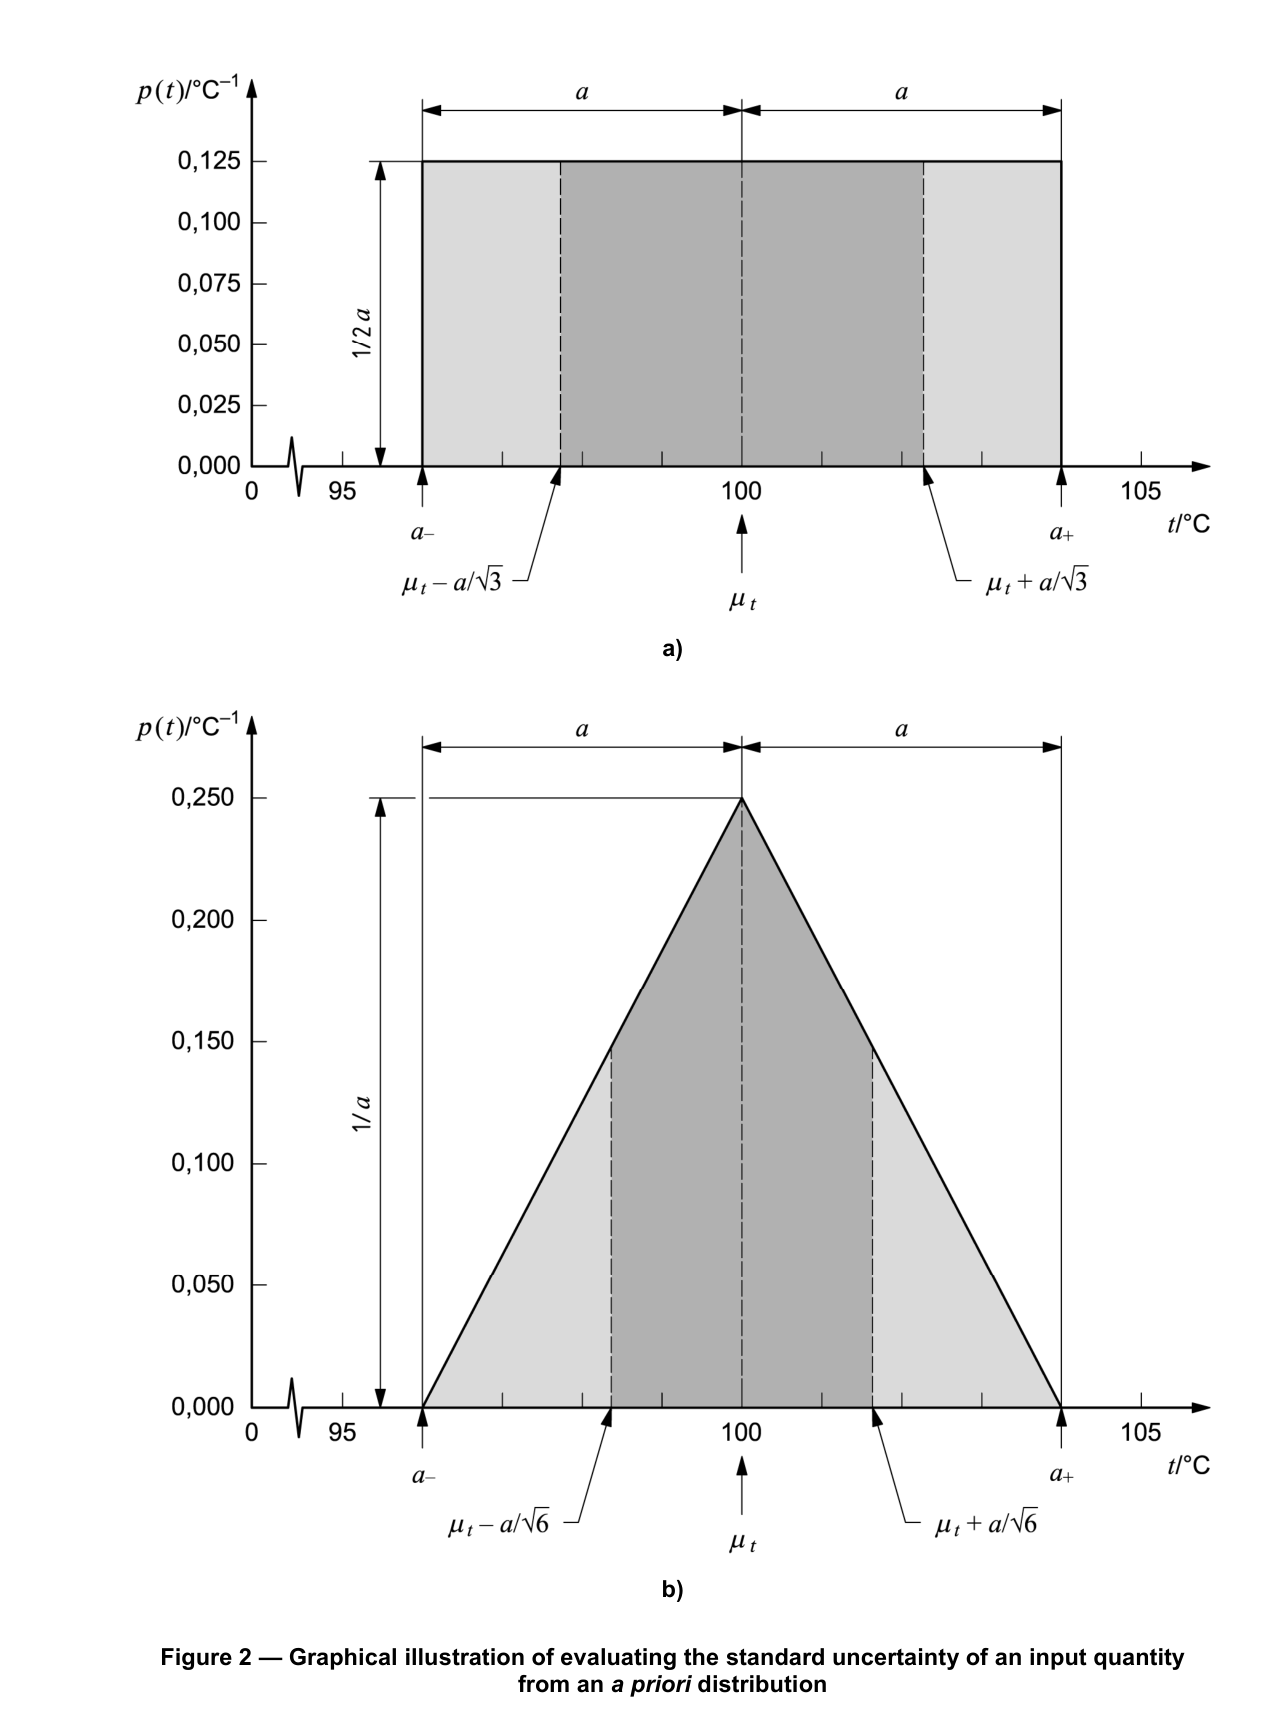 p(t)/°C⁻¹
a a
0,125
0,100
0,075
0,050
0,025
0,000
1/2 a
0 95 100 105
t/°C
a₋ a₊
μt – a/√3 μt + a/√3
μt
a)
p(t)/°C⁻¹
a a
0,250
0,200
0,150
0,100
0,050
0,000
1/a
0 95 100 105
t/°C
a₋ a₊
μt – a/√6 μt + a/√6
μt
b)
Figure 2 — Graphical illustration of evaluating the standard uncertainty of an input quantity
from an a priori distribution